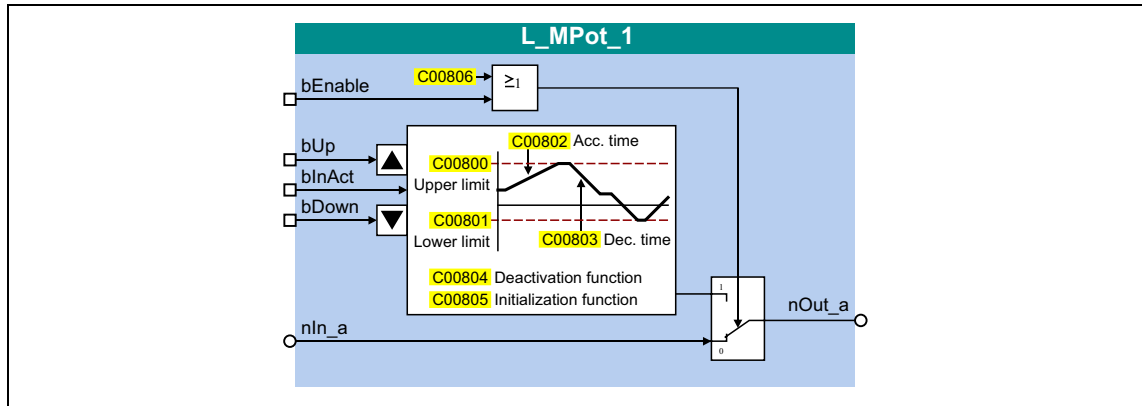 L_MPot_1
C00806
≥1
bEnable
bUp
bInAct
bDown
C00802 Acc. time
C00800
Upper limit
C00801
Lower limit
C00803 Dec. time
C00804 Deactivation function
C00805 Initialization function
1
nOut_a
nIn_a
0